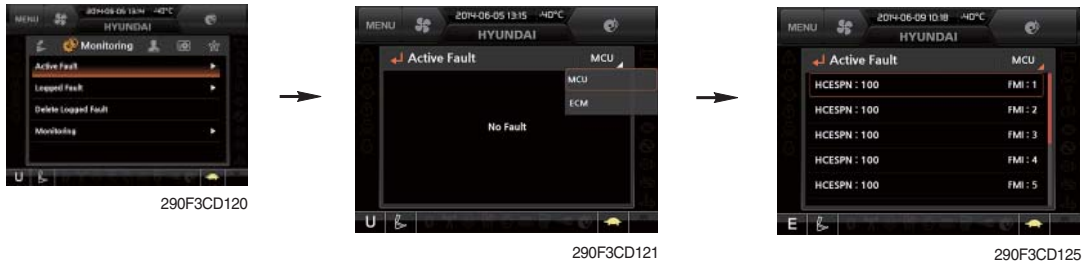 MENU
2014-06-05 13:14 -40°C
HYUNDAI
Monitoring
Active Fault
Logged Fault
Delete Logged Fault
Monitoring
U
290F3CD120
MENU
2014-06-05 13:15 -40°C
HYUNDAI
Active Fault MCU
MCU
ECM
No Fault
U
290F3CD121
MENU
2014-06-09 10:18 -40°C
HYUNDAI
Active Fault MCU
HCESPN : 100 FMI : 1
HCESPN : 100 FMI : 2
HCESPN : 100 FMI : 3
HCESPN : 100 FMI : 4
HCESPN : 100 FMI : 5
E
290F3CD125